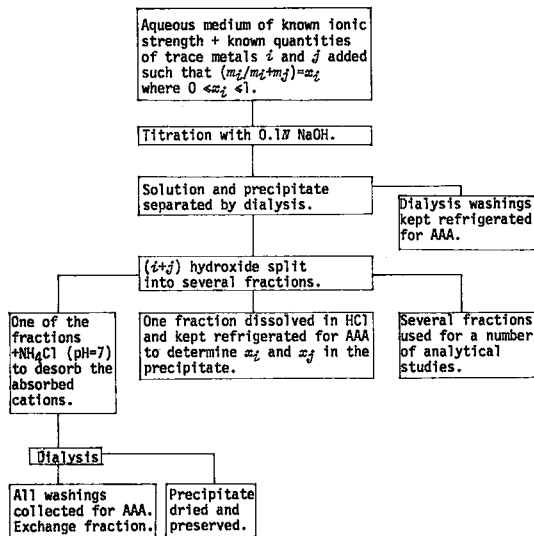 Aqueous medium of known ionic
strength + known quantities
of trace metals i and j added
such that (mi/mi+mj)=xi
where 0 ≤xi ≤1.
Titration with 0.1N NaOH.
Solution and precipitate
separated by dialysis.
Dialysis washings
kept refrigerated
for AAA.
(i+j) hydroxide split
into several fractions.
One of the
fractions
+NH4Cl (pH=7)
to desorb the
absorbed
cations.
One fraction dissolved in HCl
and kept refrigerated for AAA
to determine xi and xj in the
precipitate.
Several fractions
used for a number
of analytical
studies.
Dialysis
All washings
collected for AAA.
Exchange fraction.
Precipitate
dried and
preserved.